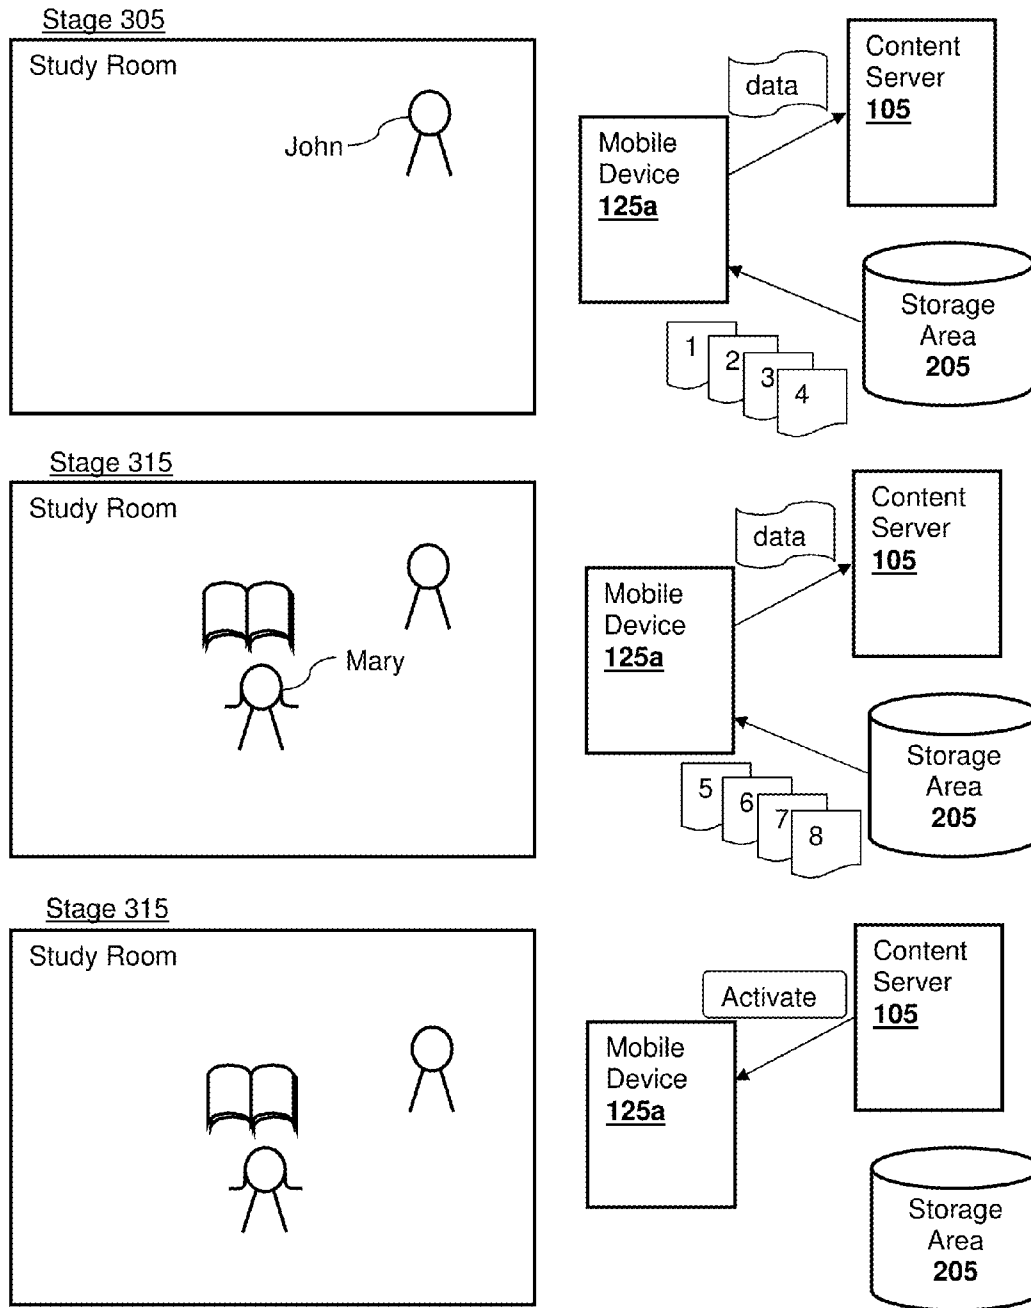 Stage 305
Study Room
John
data
Content
Server
105
Mobile
Device
125a
Storage
Area
205
1
2
3
4
Stage 315
Study Room
Mary
data
Content
Server
105
Mobile
Device
125a
Storage
Area
205
5
6
7
8
Stage 315
Study Room
Activate
Content
Server
105
Mobile
Device
125a
Storage
Area
205